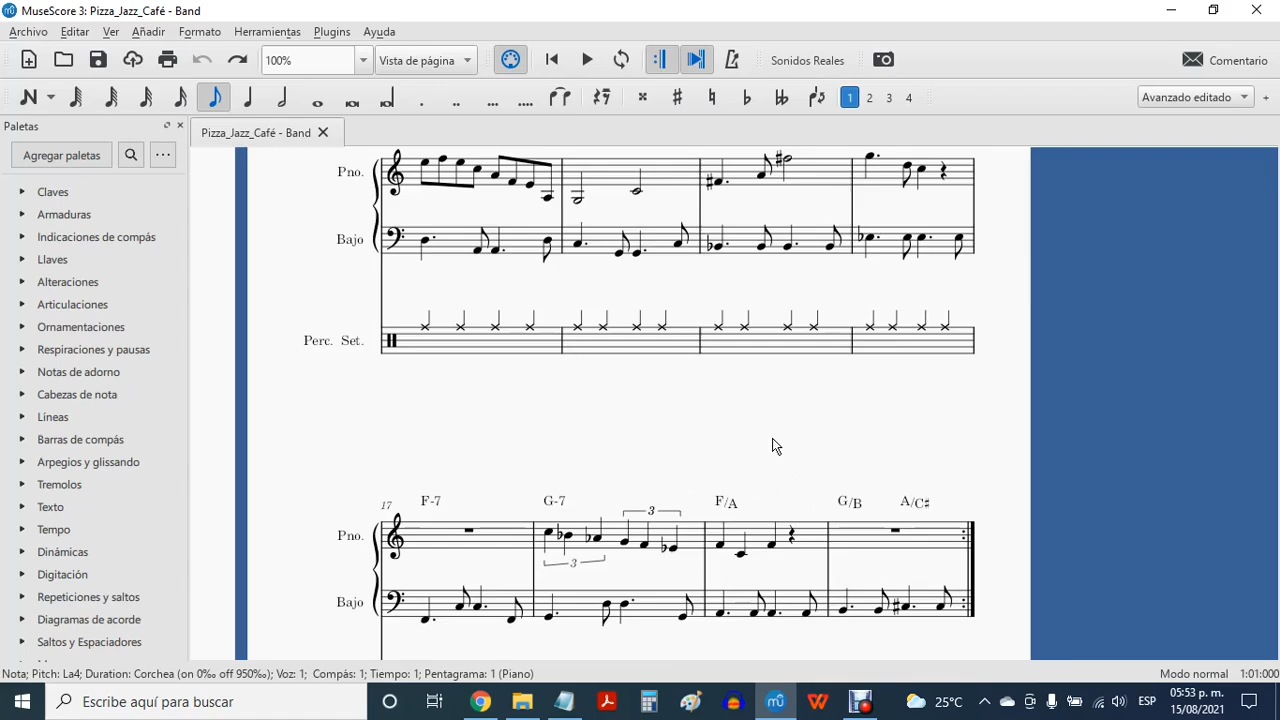 MuseScore 3: Pizza_Jazz_Café - Band
Archivo Editar Ver Añadir Formato Herramientas Plugins Ayuda
100% Vista de página Sonidos Reales Comentario
1 2 3 4 Avanzado editado +
Paletas
Pizza_Jazz_Café - Band
Agregar paletas
Claves
Armaduras
Indicaciones de compás
Llaves
Alteraciones
Articulaciones
Ornamentaciones
Respiraciones y pausas
Notas de adorno
Cabezas de nota
Líneas
Barras de compás
Arpegios y glissando
Tremolos
Texto
Tempo
Dinámicas
Digitación
Repeticiones y saltos
Diagramas de acorde
Saltos y Espaciadores
Pno.
Bajo
Perc. Set.
17 F-7 G-7 F/A G/B A/C♯
3
Pno.
3
Bajo
Nota; Pitch: La4; Duration: Corchea (on 0‰ off 950‰); Voz: 1; Compás: 1; Tiempo: 1; Pentagrama: 1 (Piano) Modo normal 1:01:000
Escribe aquí para buscar 25°C ESP 05:53 p. m.
15/08/2021